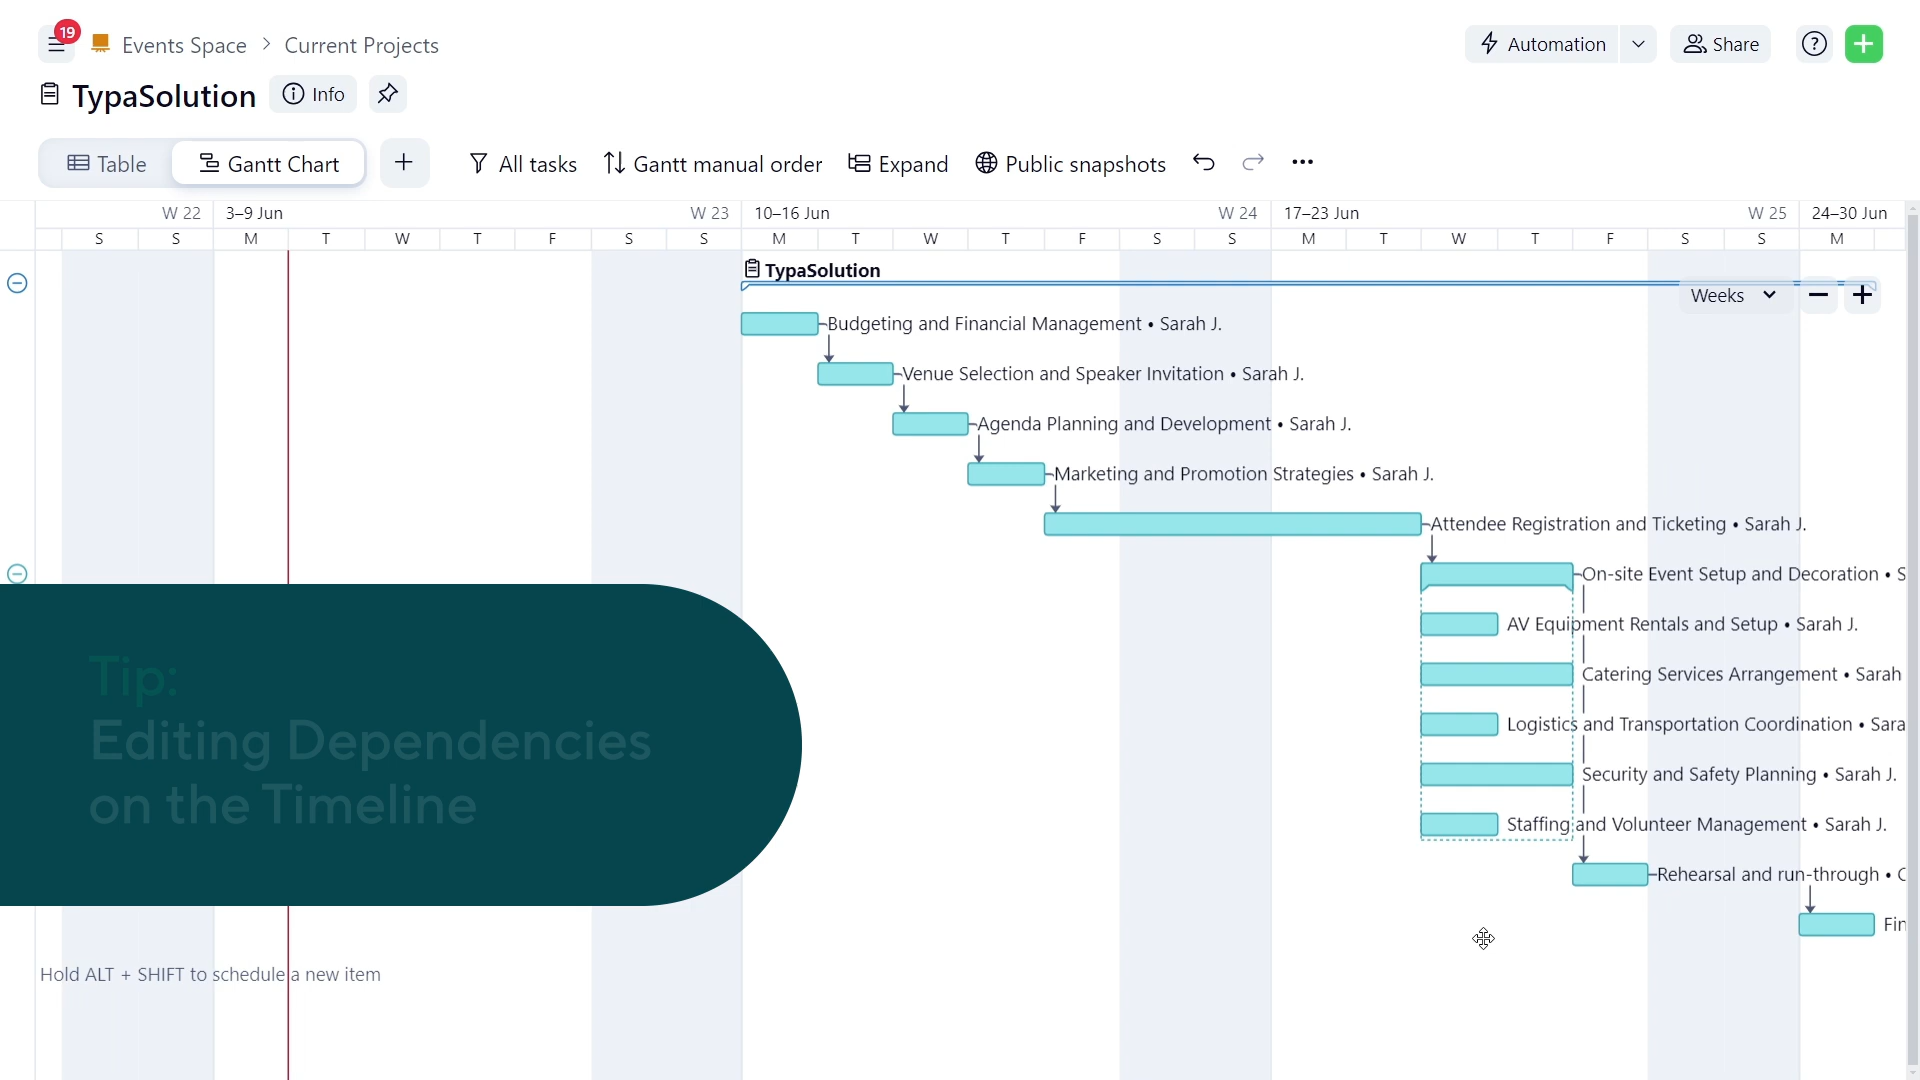 19
Events Space > Current Projects
Automation
Share
TypaSolution
Info
Table
Gantt Chart
All tasks
Gantt manual order
Expand
Public snapshots
W 22
3–9 Jun
W 23
10–16 Jun
W 24
17–23 Jun
W 25
24–30 Jun
S S M T W T F S S M T W T F S S M T W T F S S M
TypaSolution
Weeks
Budgeting and Financial Management • Sarah J.
Venue Selection and Speaker Invitation • Sarah J.
Agenda Planning and Development • Sarah J.
Marketing and Promotion Strategies • Sarah J.
Attendee Registration and Ticketing • Sarah J.
On-site Event Setup and Decoration • S
AV Equipment Rentals and Setup • Sarah J.
Catering Services Arrangement • Sarah
Logistics and Transportation Coordination • Sara
Security and Safety Planning • Sarah J.
Staffing and Volunteer Management • Sarah J.
Rehearsal and run-through •
Fin
Tip:
Editing Dependencies
on the Timeline
Hold ALT + SHIFT to schedule a new item